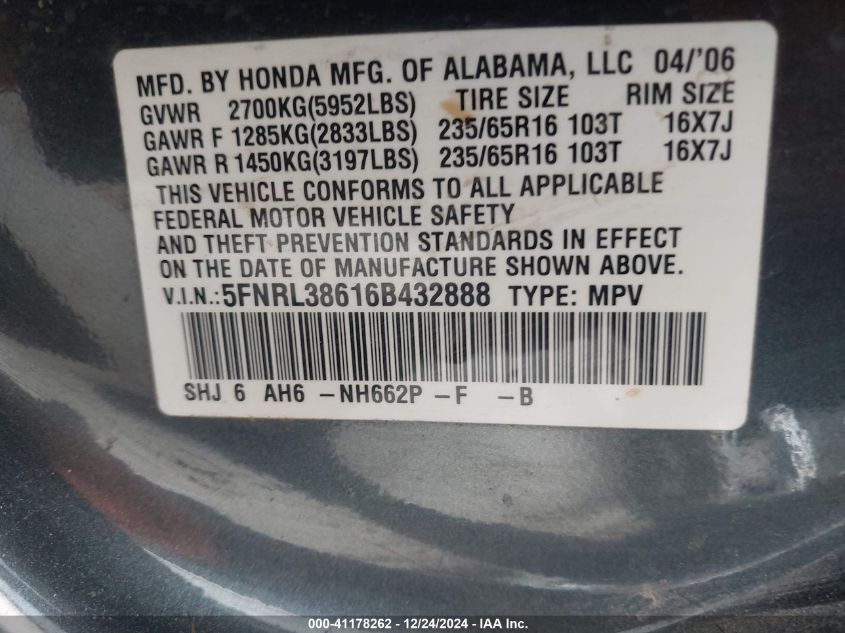 MFD. BY HONDA MFG. OF ALABAMA, LLC 04/'06
GVWR 2700KG(5952LBS) TIRE SIZE RIM SIZE
GAWR F 1285KG(2833LBS) 235/65R16 103T 16X7J
GAWR R 1450KG(3197LBS) 235/65R16 103T 16X7J
THIS VEHICLE CONFORMS TO ALL APPLICABLE
FEDERAL MOTOR VEHICLE SAFETY
AND THEFT PREVENTION STANDARDS IN EFFECT
ON THE DATE OF MANUFACTURE SHOWN ABOVE.
V.I.N.:5FNRL38616B432888 TYPE: MPV
SHJ 6 AH6 -NH662P -F -B
000-41178262 - 12/24/2024 - IAA Inc.